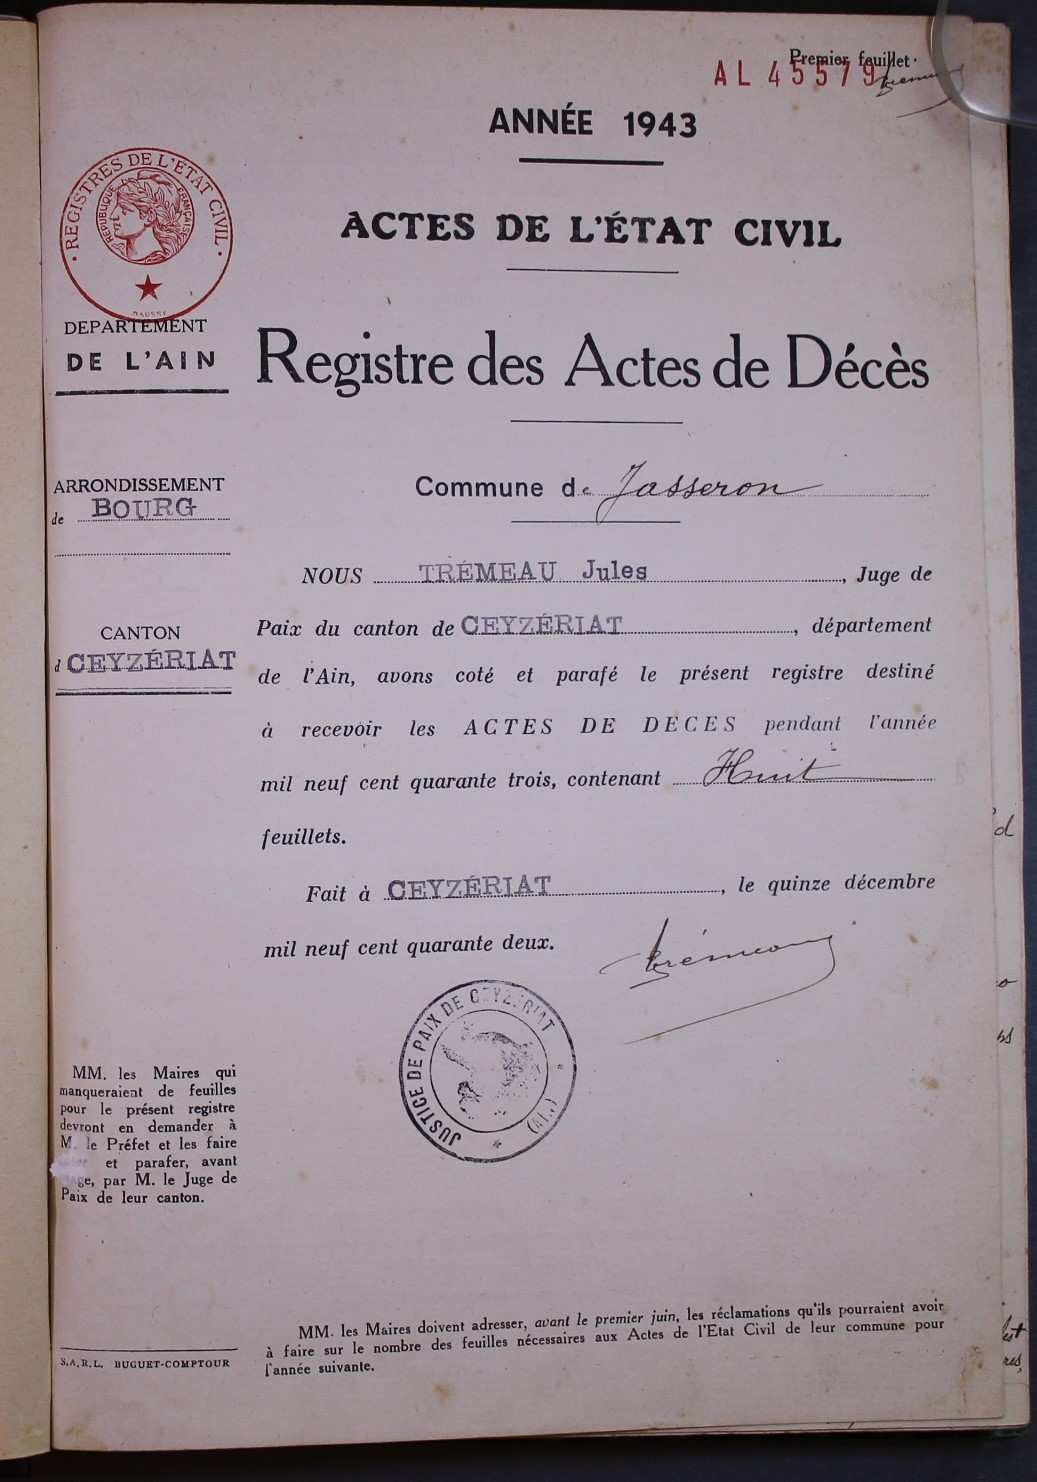 Premier feuillet
AL 45579
Trémeau
ANNÉE 1943
ACTES DE L'ÉTAT CIVIL
REGISTRES DE L'ETAT CIVIL
REPUBLIQUE FRANÇAISE
DAUSSY
DEPARTEMENT
DE L'AIN
Registre des Actes de Décès
ARRONDISSEMENT
de BOURG
CANTON
d CEYZÉRIAT
Commune de Jasseron
NOUS TRÉMEAU Jules, Juge de
Paix du canton de CEYZÉRIAT, département
de l'Ain, avons coté et parafé le présent registre destiné
à recevoir les ACTES DE DECES pendant l'année
mil neuf cent quarante trois, contenant Huit
feuillets.
Fait à CEYZÉRIAT, le quinze décembre
mil neuf cent quarante deux.
Trémeau
JUSTICE DE PAIX DE CEYZÉRIAT
(AIN)
MM. les Maires qui
manqueraient de feuilles
pour le présent registre
devront en demander à
M. le Préfet et les faire
et parafer, avant
, par M. le Juge de
Paix de leur canton.
S.A.R.L. BUGUET-COMPTOUR
MM. les Maires doivent adresser, avant le premier juin, les réclamations qu'ils pourraient avoir
à faire sur le nombre des feuilles nécessaires aux Actes de l'Etat Civil de leur commune pour
l'année suivante.